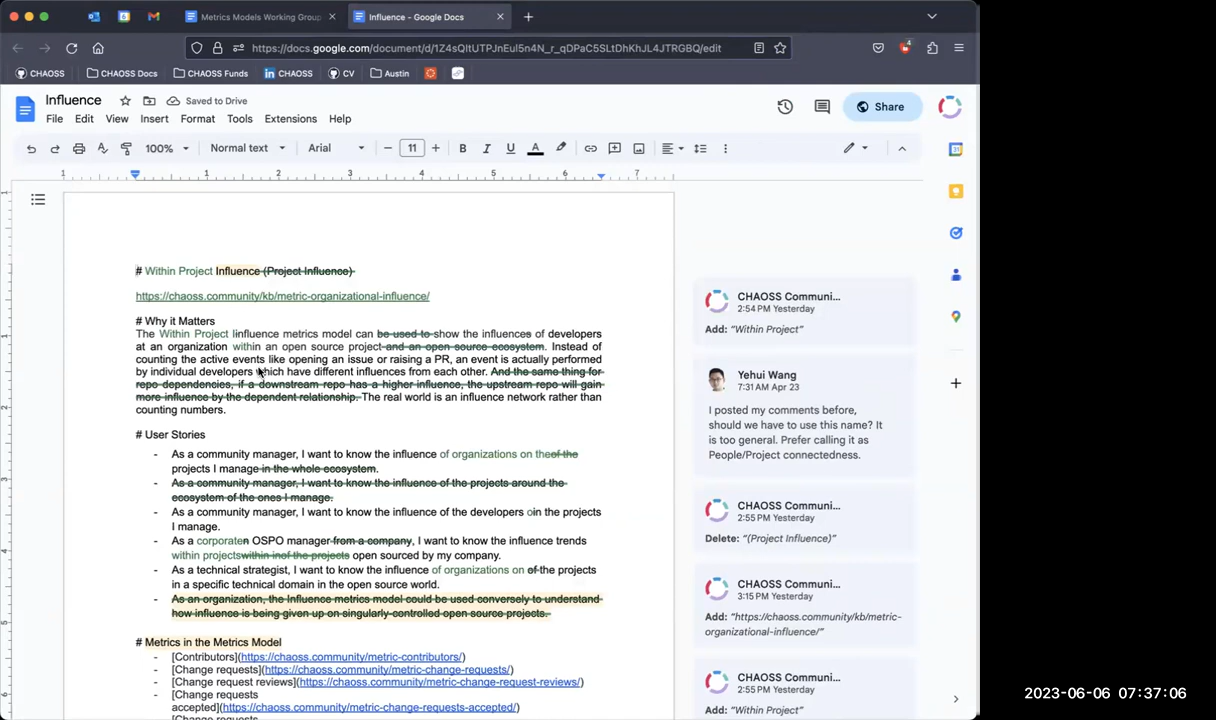 Metrics Models Working Group
Influence - Google Docs
https://docs.google.com/document/d/1Z4sQItUTPJnEuI5n4N_r_qDPaC5SLtDhKhJL4JTRGBQ/edit
4
CHAOSS
CHAOSS Docs
CHAOSS Funds
CHAOSS
CV
Austin
Influence
Saved to Drive
File Edit View Insert Format Tools Extensions Help
Share
100%
Normal text
Arial
11
1 1 2 3 4 5 6 7
# Within Project Influence (Project Influence)
https://chaoss.community/kb/metric-organizational-influence/
# Why it Matters
The Within Project Iinfluence metrics model can be used to show the influences of developers
at an organization within an open source project and an open source ecosystem. Instead of
counting the active events like opening an issue or raising a PR, an event is actually performed
by individual developers which have different influences from each other. And the same thing for
repo dependencies, if a downstream repo has a higher influence, the upstream repo will gain
more influence by the dependent relationship. The real world is an influence network rather than
counting numbers.
# User Stories
- As a community manager, I want to know the influence of organizations on theof the
projects I manage in the whole ecosystem.
- As a community manager, I want to know the influence of the projects around the
ecosystem of the ones I manage.
- As a community manager, I want to know the influence of the developers oin the projects
I manage.
- As a corporaten OSPO manager from a company, I want to know the influence trends
within projectswithin inof the projects open sourced by my company.
- As a technical strategist, I want to know the influence of organizations on of the projects
in a specific technical domain in the open source world.
- As an organization, the Influence metrics model could be used conversely to understand
how influence is being given up on singularly-controlled open source projects.
# Metrics in the Metrics Model
- [Contributors](https://chaoss.community/metric-contributors/)
- [Change requests](https://chaoss.community/metric-change-requests/)
- [Change request reviews](https://chaoss.community/metric-change-request-reviews/)
- [Change requests
accepted](https://chaoss.community/metric-change-requests-accepted/)
- [Change requests
CHAOSS Communi...
2:54 PM Yesterday
Add: "Within Project"
Yehui Wang
7:31 AM Apr 23
I posted my comments before,
should we have to use this name? It
is too general. Prefer calling it as
People/Project connectedness.
CHAOSS Communi...
2:55 PM Yesterday
Delete: "(Project Influence)"
CHAOSS Communi...
3:15 PM Yesterday
Add: "https://chaoss.community/kb/metric-
organizational-influence/"
CHAOSS Communi...
2:55 PM Yesterday
Add: "Within Project"
2023-06-06 07:37:06